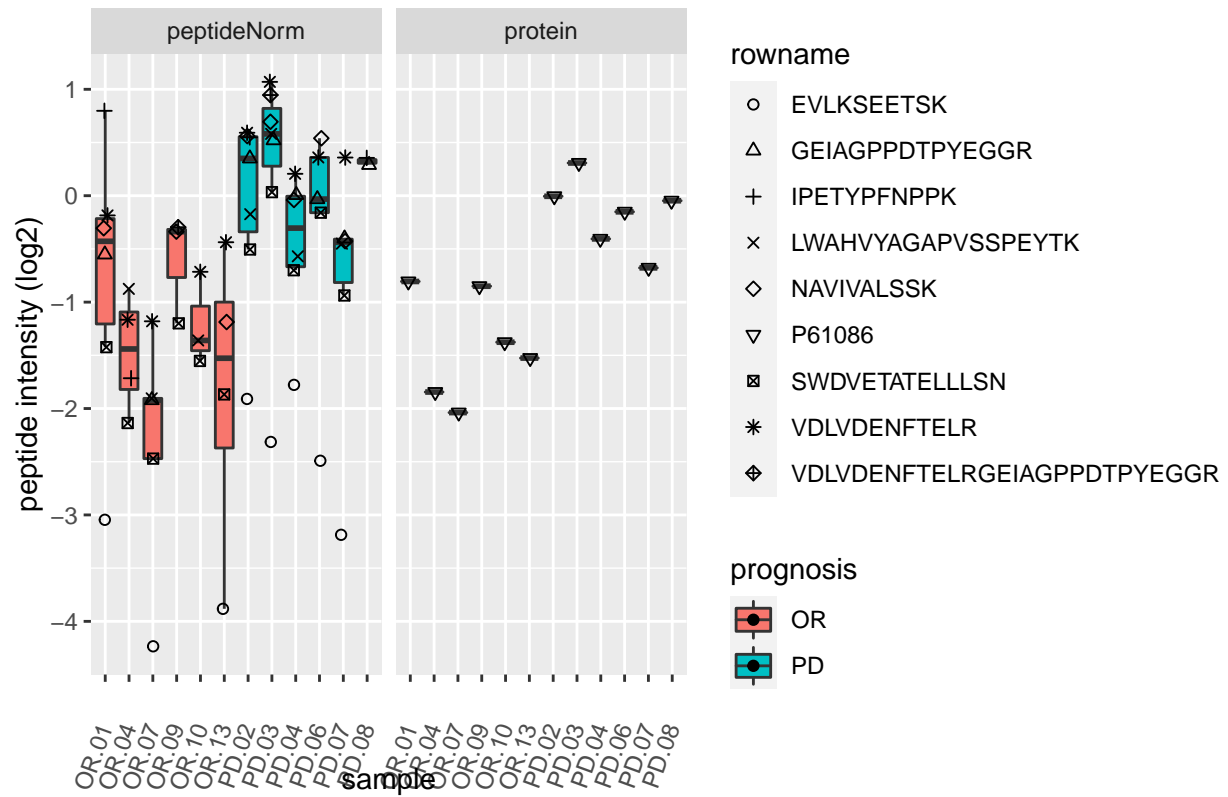 peptideNorm
protein
peptide intensity (log2)
1
0
−1
−2
−3
−4
OR.01
OR.04
OR.07
OR.09
OR.10
OR.13
PD.02
PD.03
PD.04
PD.06
PD.07
PD.08
OR.01
OR.04
OR.07
OR.09
OR.10
OR.13
PD.02
PD.03
PD.04
PD.06
PD.07
PD.08
sample
rowname
EVLKSEETSK
GEIAGPPDTPYEGGR
IPETYPFNPPK
LWAHVYAGAPVSSPEYTK
NAVIVALSSK
P61086
SWDVETATELLLSN
VDLVDENFTELR
VDLVDENFTELRGEIAGPPDTPYEGGR
prognosis
OR
PD